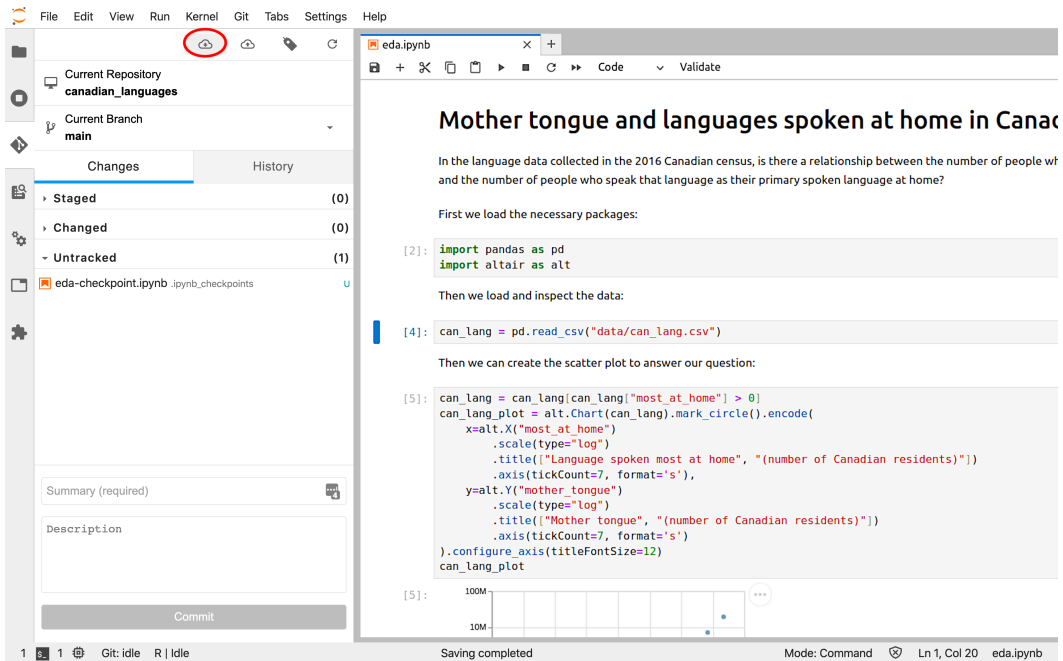 File Edit View Run Kernel Git Tabs Settings Help
Current Repository
canadian_languages
Current Branch
main
Changes History
Staged (0)
Changed (0)
Untracked (1)
eda-checkpoint.ipynb .ipynb_checkpoints U
Summary (required)
Description
Commit
eda.ipynb
Code Validate
Mother tongue and languages spoken at home in Canad
In the language data collected in the 2016 Canadian census, is there a relationship between the number of people wh
and the number of people who speak that language as their primary spoken language at home?
First we load the necessary packages:
[2]: import pandas as pd
import altair as alt
Then we load and inspect the data:
[4]: can_lang = pd.read_csv("data/can_lang.csv")
Then we can create the scatter plot to answer our question:
[5]: can_lang = can_lang[can_lang["most_at_home"] > 0]
can_lang_plot = alt.Chart(can_lang).mark_circle().encode(
x=alt.X("most_at_home")
.scale(type="log")
.title(["Language spoken most at home", "(number of Canadian residents)"])
.axis(tickCount=7, format='s'),
y=alt.Y("mother_tongue")
.scale(type="log")
.title(["Mother tongue", "(number of Canadian residents)"])
.axis(tickCount=7, format='s')
).configure_axis(titleFontSize=12)
can_lang_plot
[5]: 100M
10M
1 $_ 1 Git: idle R | Idle Saving completed Mode: Command Ln 1, Col 20 eda.ipynb